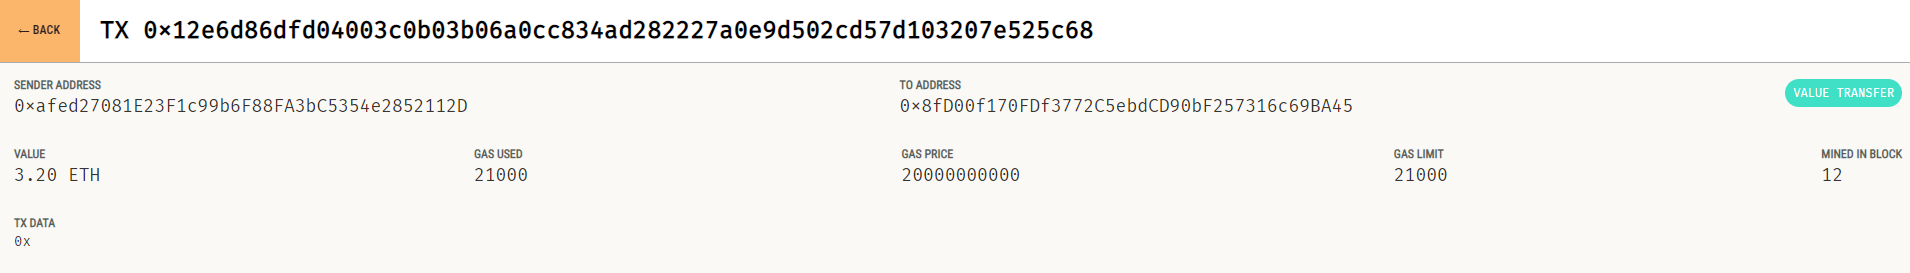 ← BACK
TX 0×12e6d86dfd04003c0b03b06a0cc834ad282227a0e9d502cd57d103207e525c68
SENDER ADDRESS
0×afed27081E23F1c99b6F88FA3bC5354e2852112D
TO ADDRESS
0×8fD00f170FDf3772C5ebdCD90bF257316c69BA45
VALUE TRANSFER
VALUE
3.20 ETH
GAS USED
21000
GAS PRICE
20000000000
GAS LIMIT
21000
MINED IN BLOCK
12
TX DATA
0x